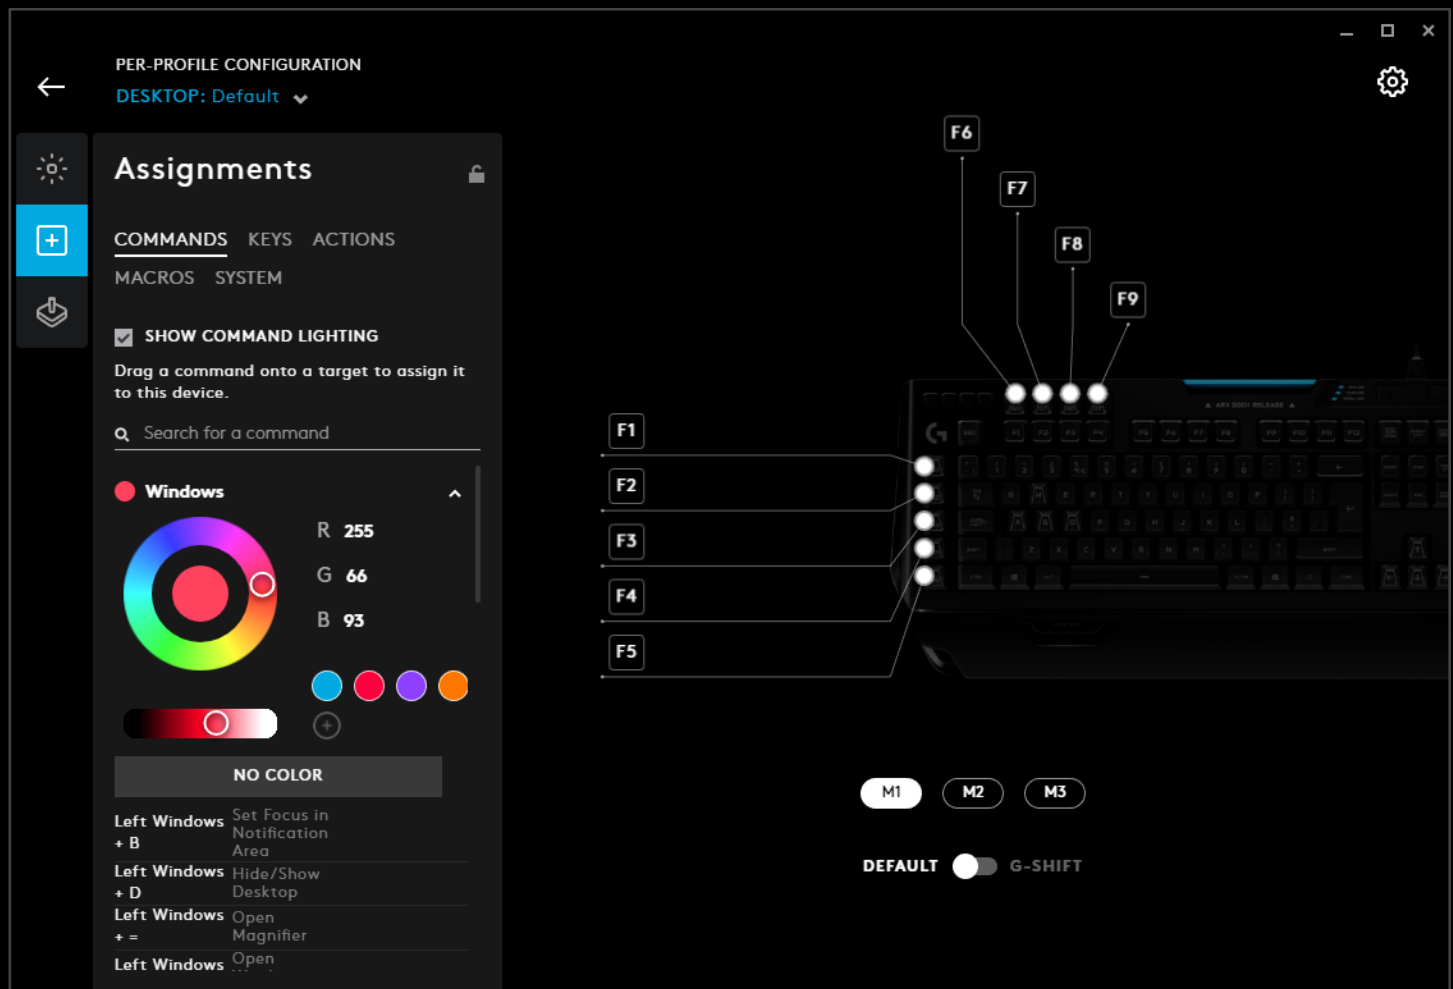 PER-PROFILE CONFIGURATION
DESKTOP: Default
Assignments
COMMANDS KEYS ACTIONS
MACROS SYSTEM
SHOW COMMAND LIGHTING
Drag a command onto a target to assign it
to this device.
Search for a command
Windows
R 255
G 66
B 93
NO COLOR
Left Windows + B
Set Focus in Notification Area
Left Windows + D
Hide/Show Desktop
Left Windows + =
Open Magnifier
Left Windows
Open
F6
F7
F8
F9
F1
F2
F3
F4
F5
ARX DOCK RELEASE
M1 M2 M3
DEFAULT G-SHIFT